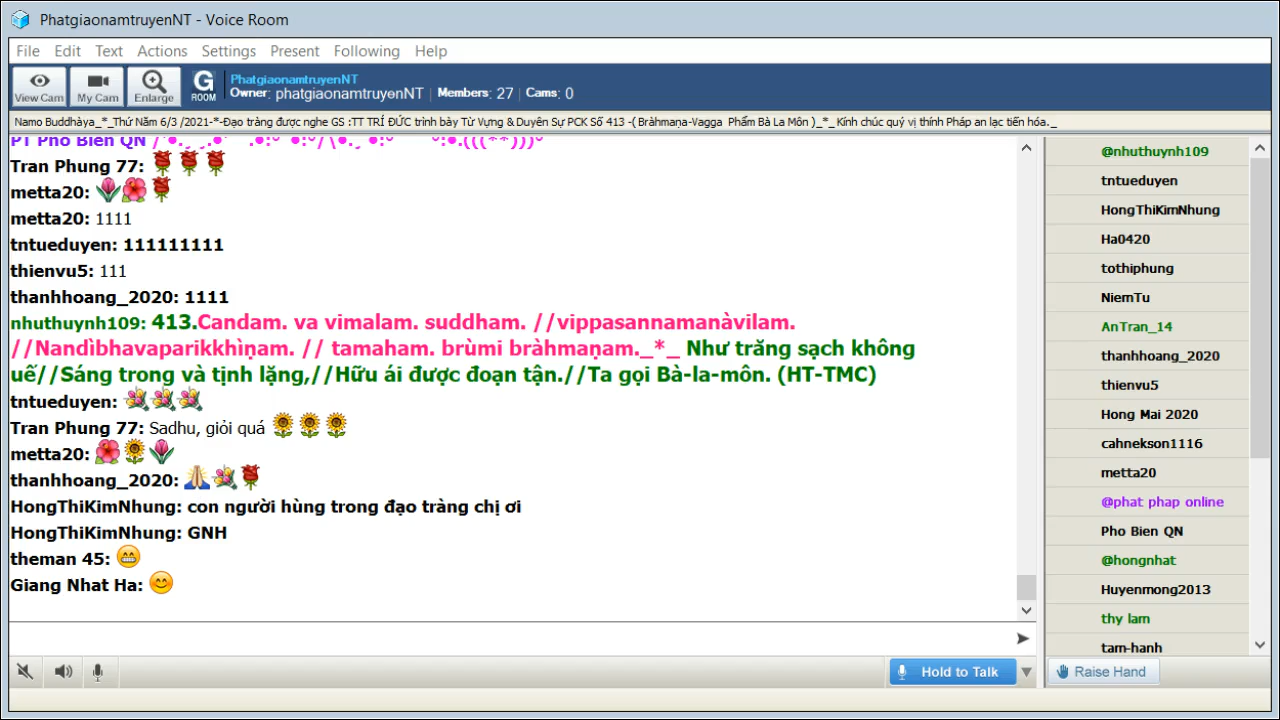 PhatgiaonamtruyenNT - Voice Room
File Edit Text Actions Settings Present Following Help
View Cam My Cam Enlarge G ROOM PhatgiaonamtruyenNT
Owner: phatgiaonamtruyenNT | Members: 27 | Cams: 0
Namo Buddhàya_*_Thứ Năm 6/3 /2021-*-Đạo tràng được nghe GS :TT TRÍ ĐỨC trình bày Từ Vựng & Duyên Sự PCK Số 413 -( Bràhmaṇa-Vagga Phẩm Bà La Môn )_*_ Kính chúc quý vị thính Pháp an lạc tiến hóa._
PT Pho Bien QN
Tran Phung 77:
metta20:
metta20: 1111
tntueduyen: 111111111
thienvu5: 111
thanhhoang_2020: 1111
nhuthuynh109: 413.Candam. va vimalam. suddham. //vippasannamanàvilam.
//Nandìbhavaparikkhìṇam. // tamaham. brùmi bràhmaṇam._*_ Như trăng sạch không
uế//Sáng trong và tịnh lặng,//Hữu ái được đoạn tận.//Ta gọi Bà-la-môn. (HT-TMC)
tntueduyen:
Tran Phung 77: Sadhu, giỏi quá
metta20:
thanhhoang_2020:
HongThiKimNhung: con người hùng trong đạo tràng chị ơi
HongThiKimNhung: GNH
theman 45:
Giang Nhat Ha:
@nhuthuynh109
tntueduyen
HongThiKimNhung
Ha0420
tothiphung
NiemTu
AnTran_14
thanhhoang_2020
thienvu5
Hong Mai 2020
cahnekson1116
metta20
@phat phap online
Pho Bien QN
@hongnhat
Huyenmong2013
thy lam
tam-hanh
Hold to Talk
Raise Hand